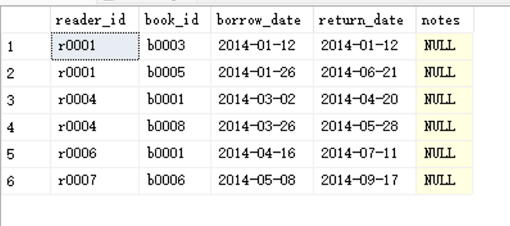 reader_id book_id borrow_date return_date notes
1 r0001 b0003 2014-01-12 2014-01-12 NULL
2 r0001 b0005 2014-01-26 2014-06-21 NULL
3 r0004 b0001 2014-03-02 2014-04-20 NULL
4 r0004 b0008 2014-03-26 2014-05-28 NULL
5 r0006 b0001 2014-04-16 2014-07-11 NULL
6 r0007 b0006 2014-05-08 2014-09-17 NULL